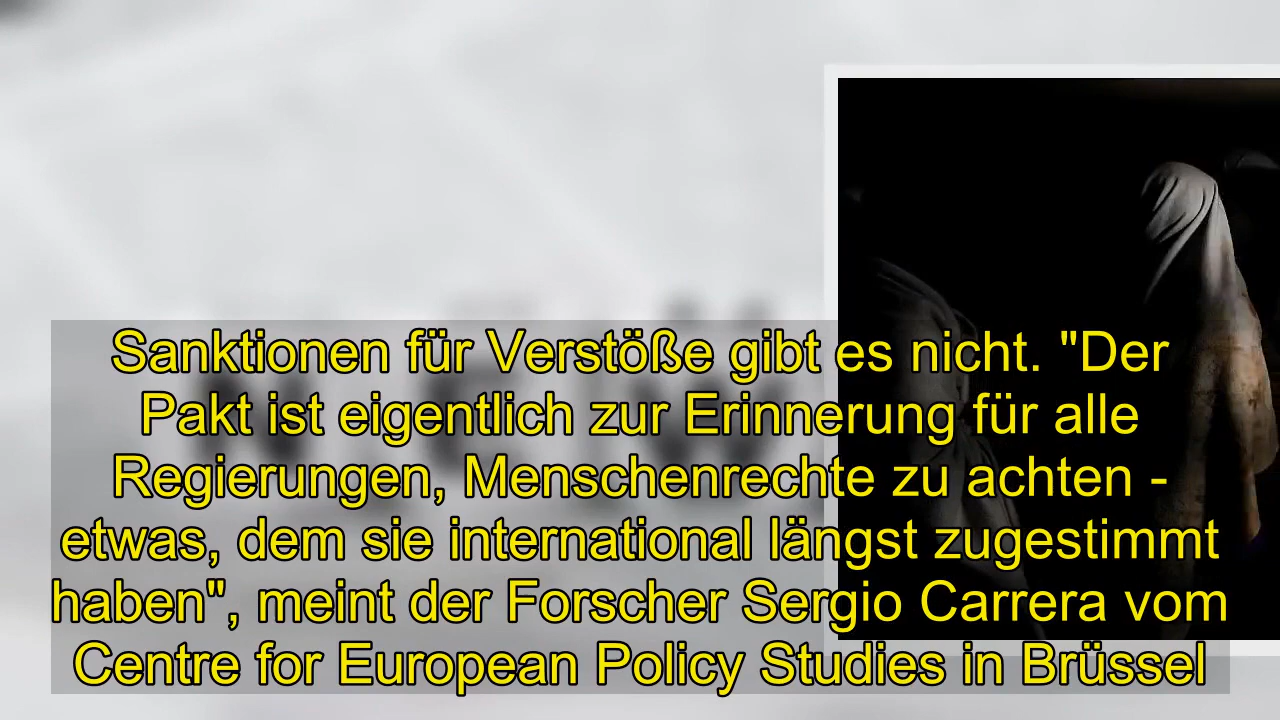 Sanktionen für Verstöße gibt es nicht. "Der
Pakt ist eigentlich zur Erinnerung für alle
Regierungen, Menschenrechte zu achten -
etwas, dem sie international längst zugestimmt
haben", meint der Forscher Sergio Carrera vom
Centre for European Policy Studies in Brüssel